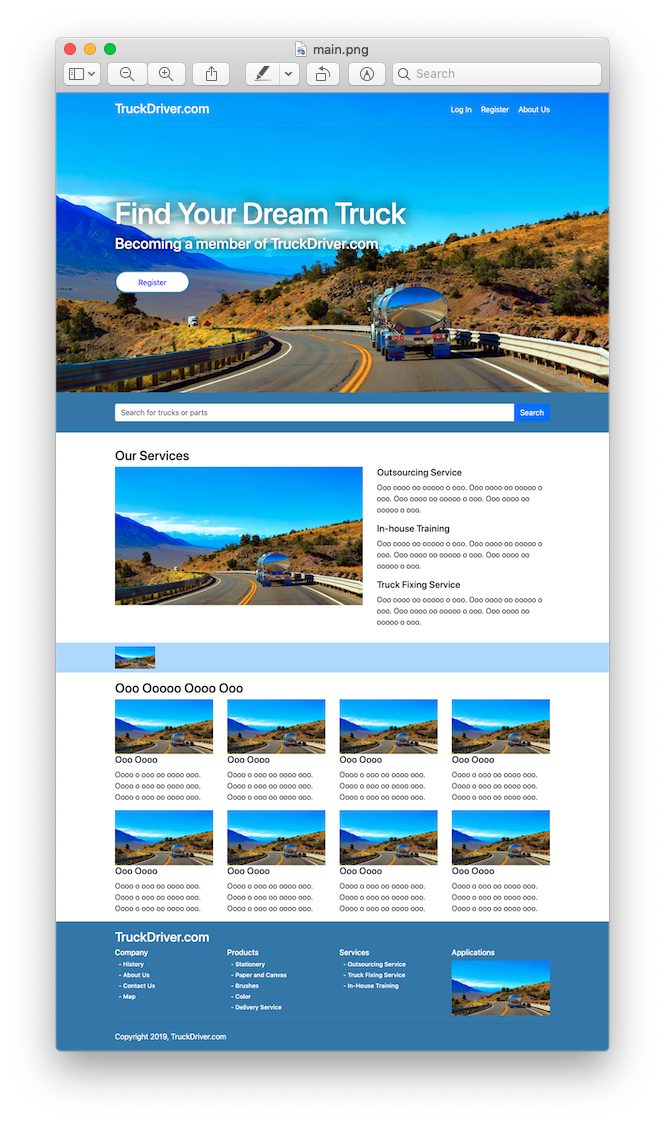 main.png
Search
TruckDriver.com
Log In Register About Us
Find Your Dream Truck
Becoming a member of TruckDriver.com
Register
Search for trucks or parts Search
Our Services
Outsourcing Service
Ooo oooo oo ooooo o ooo. Ooo oooo oo ooooo o
ooo. Ooo oooo oo ooooo o ooo. Ooo oooo oo
ooooo o ooo.
In-house Training
Ooo oooo oo ooooo o ooo. Ooo oooo oo ooooo o
ooo. Ooo oooo oo ooooo o ooo. Ooo oooo oo
ooooo o ooo.
Truck Fixing Service
Ooo oooo oo ooooo o ooo. Ooo oooo oo ooooo o
ooo. Ooo oooo oo ooooo o ooo. Ooo oooo oo
ooooo o ooo.
Ooo Ooooo Oooo Ooo
Ooo Oooo Ooo Oooo Ooo Oooo Ooo Oooo
Oooo o ooo oo oooo ooo. Oooo o ooo oo oooo ooo. Oooo o ooo oo oooo ooo. Oooo o ooo oo oooo ooo.
Oooo o ooo oo oooo ooo. Oooo o ooo oo oooo ooo. Oooo o ooo oo oooo ooo. Oooo o ooo oo oooo ooo.
Oooo o ooo oo oooo ooo. Oooo o ooo oo oooo ooo. Oooo o ooo oo oooo ooo. Oooo o ooo oo oooo ooo.
Ooo Oooo Ooo Oooo Ooo Oooo Ooo Oooo
Oooo o ooo oo oooo ooo. Oooo o ooo oo oooo ooo. Oooo o ooo oo oooo ooo. Oooo o ooo oo oooo ooo.
Oooo o ooo oo oooo ooo. Oooo o ooo oo oooo ooo. Oooo o ooo oo oooo ooo. Oooo o ooo oo oooo ooo.
Oooo o ooo oo oooo ooo. Oooo o ooo oo oooo ooo. Oooo o ooo oo oooo ooo. Oooo o ooo oo oooo ooo.
TruckDriver.com
Company
- History
- About Us
- Contact Us
- Map
Products
- Stationery
- Paper and Canvas
- Brushes
- Color
- Delivery Service
Services
- Outsourcing Service
- Truck Fixing Service
- In-House Training
Applications
Copyright 2019, TruckDriver.com